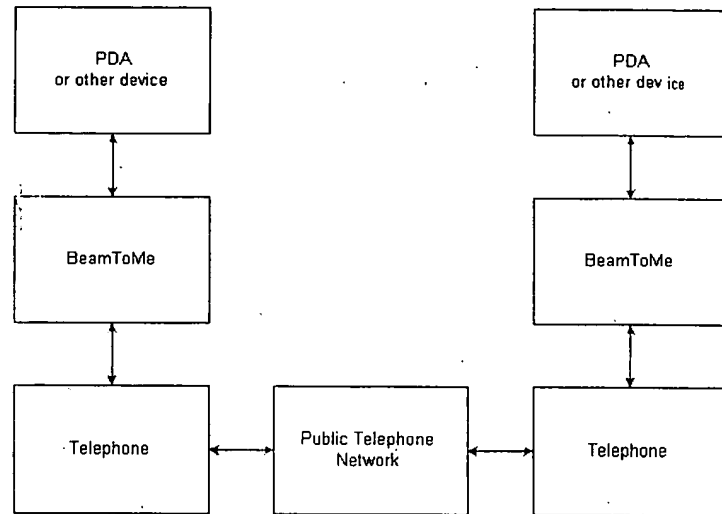 PDA
or other device
PDA
or other device
BeamToMe
BeamToMe
Telephone
Public Telephone
Network
Telephone